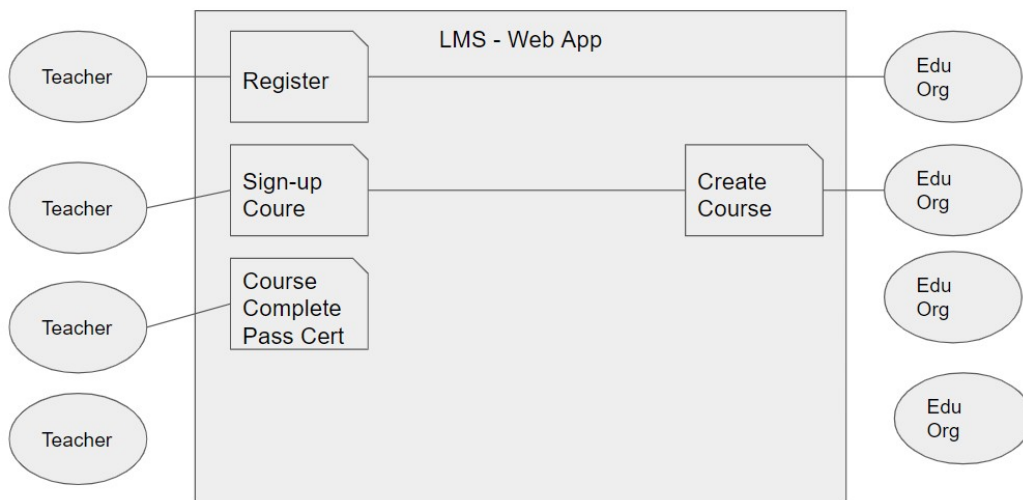 LMS - Web App
Teacher
Register
Edu
Org
Teacher
Sign-up
Coure
Create
Course
Edu
Org
Teacher
Course
Complete
Pass Cert
Edu
Org
Teacher
Edu
Org